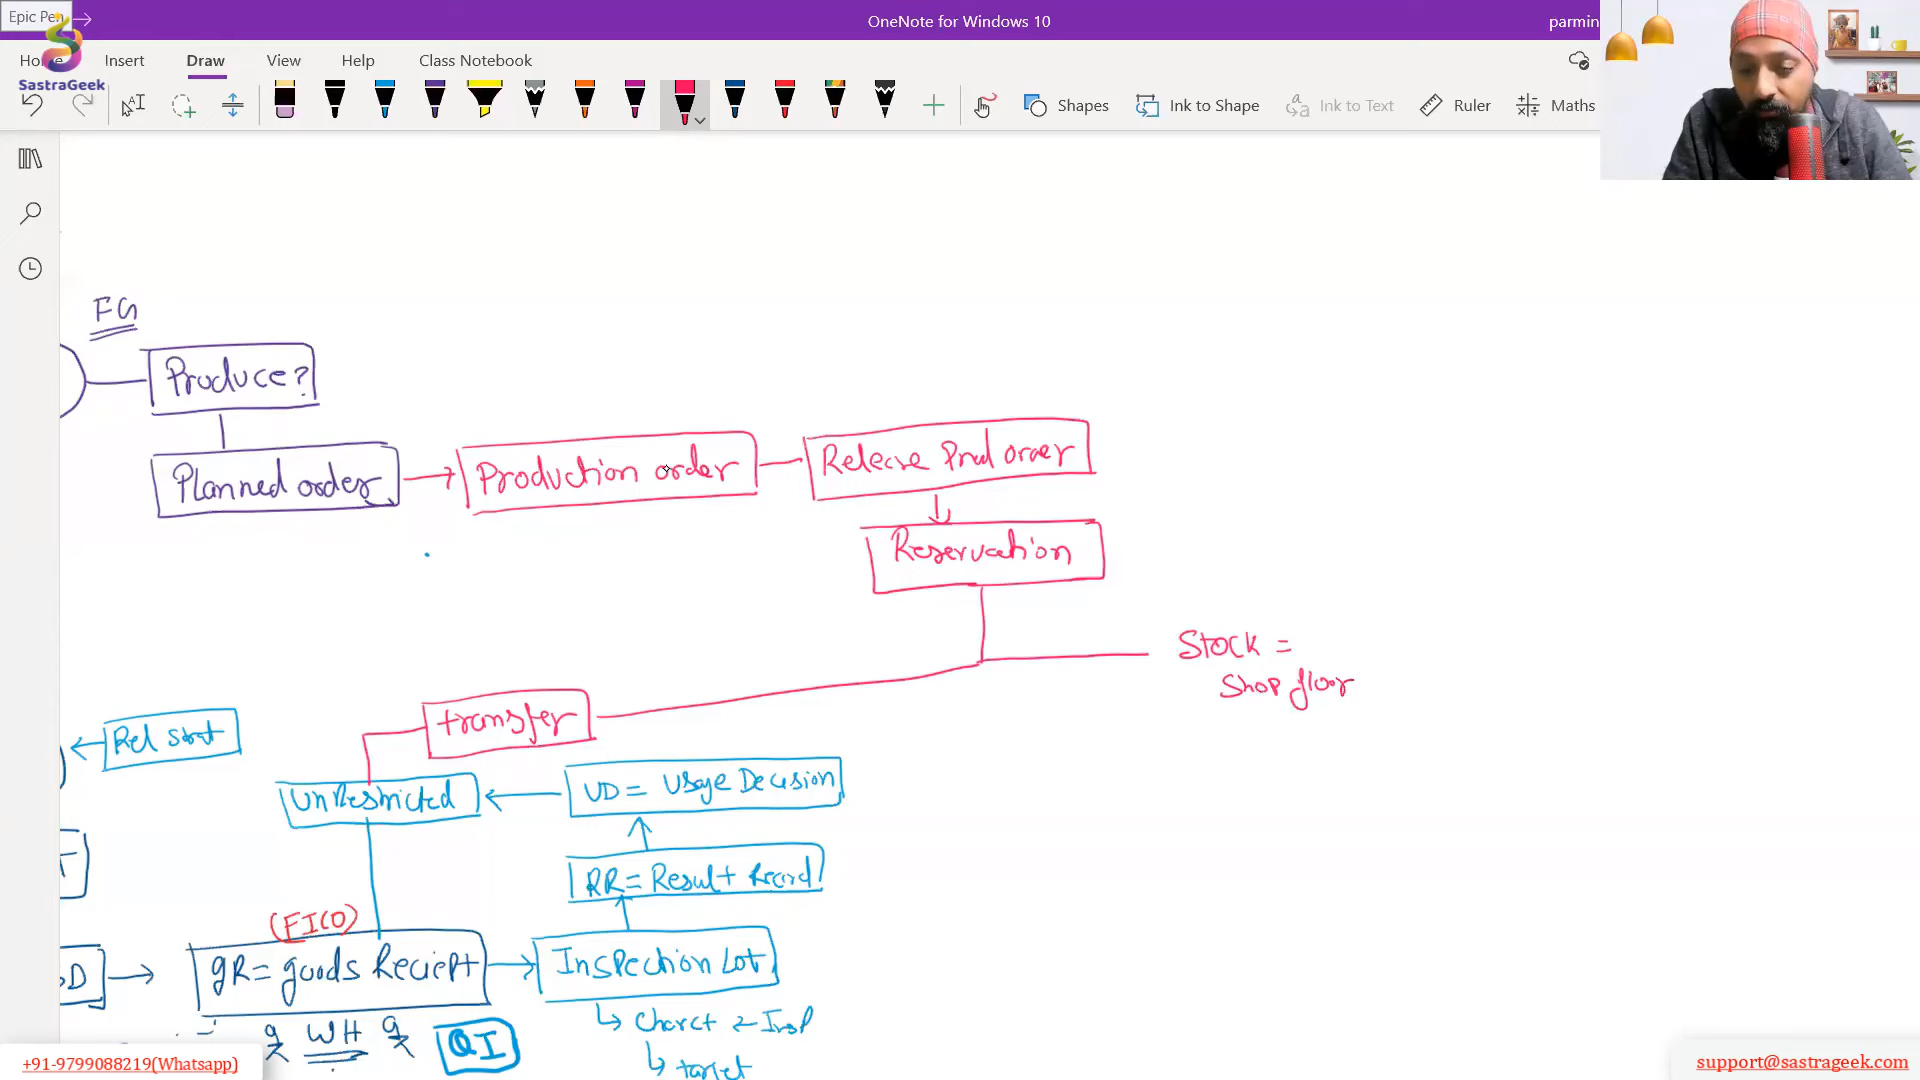 Epic Pen
OneNote for Windows 10
parmin
SastraGeek
Home
Insert
Draw
View
Help
Class Notebook
Shapes
Ink to Shape
Ink to Text
Ruler
Maths
FG
Produce?
Planned order
Production order
Release Prod order
Reservation
Stock =
Shop floor
transfer
Rel strat
UnRestricted
UD = Usage Decision
RR = Result Record
(FICO)
GR = goods Reciept
Inspection Lot
WH
QI
Charct
Insp
target
+91-9799088219(Whatsapp)
support@sastrageek.com